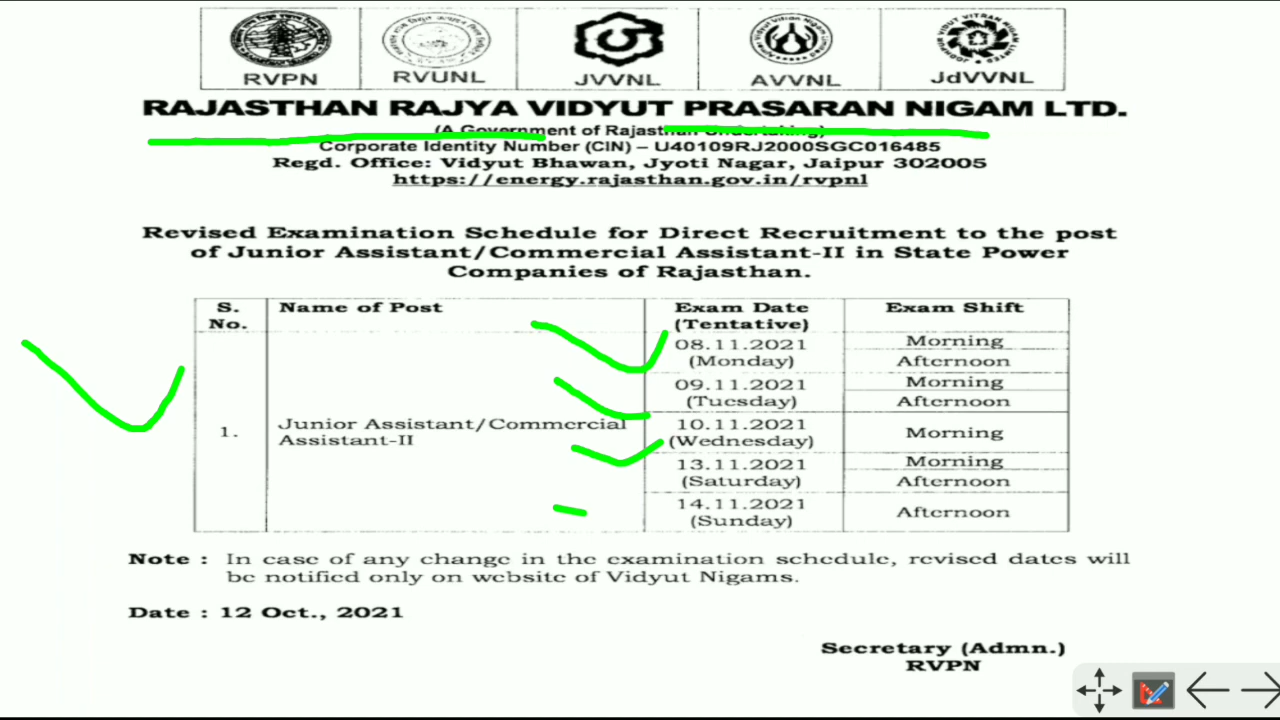 RVPN
RVUNL
JVVNL
AVVNL
JdVVNL
RAJASTHAN RAJYA VIDYUT PRASARAN NIGAM LTD.
(A Government of Rajasthan Undertaking)
Corporate Identity Number (CIN) – U40109RJ2000SGC016485
Regd. Office: Vidyut Bhawan, Jyoti Nagar, Jaipur 302005
https://energy.rajasthan.gov.in/rvpnl
Revised Examination Schedule for Direct Recruitment to the post
of Junior Assistant/Commercial Assistant-II in State Power
Companies of Rajasthan.
S. No. Name of Post Exam Date (Tentative) Exam Shift
1. Junior Assistant/Commercial Assistant-II
08.11.2021 (Monday) Morning
Afternoon
09.11.2021 (Tuesday) Morning
Afternoon
10.11.2021 (Wednesday) Morning
13.11.2021 (Saturday) Morning
Afternoon
14.11.2021 (Sunday) Afternoon
Note : In case of any change in the examination schedule, revised dates will
be notified only on website of Vidyut Nigams.
Date : 12 Oct., 2021
Secretary (Admn.)
RVPN